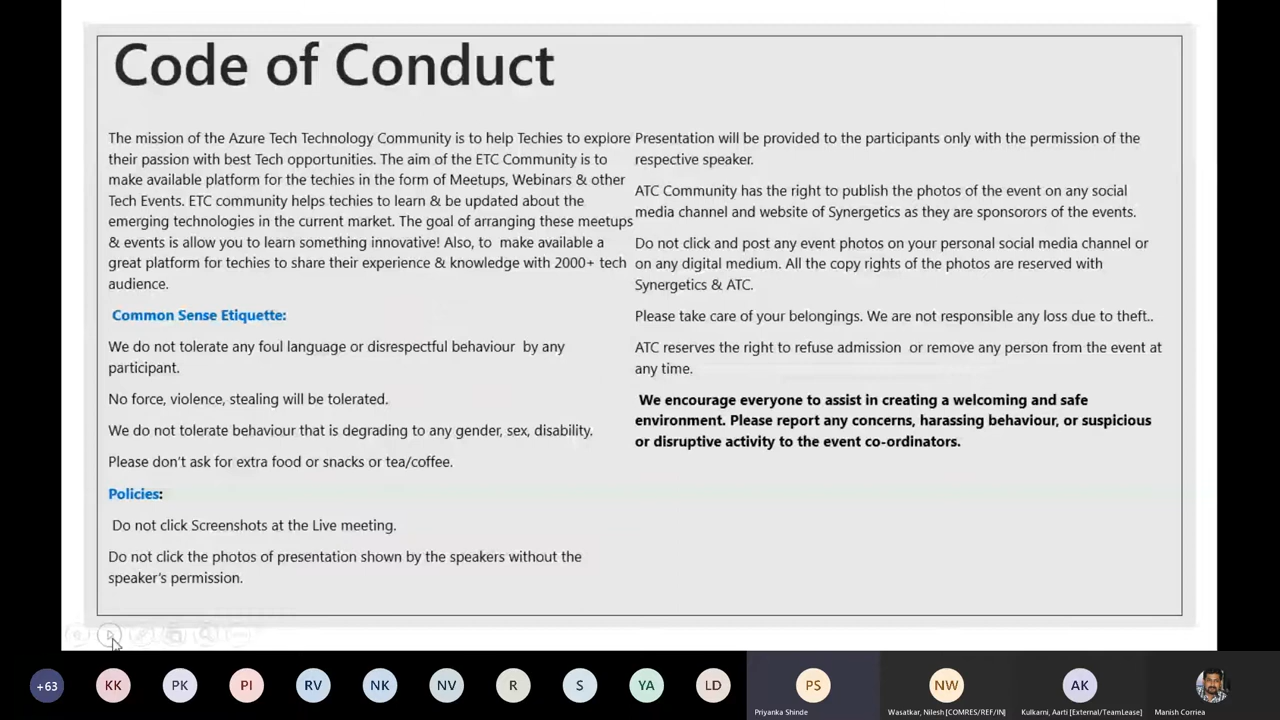 Code of Conduct
The mission of the Azure Tech Technology Community is to help Techies to explore
their passion with best Tech opportunities. The aim of the ETC Community is to
make available platform for the techies in the form of Meetups, Webinars & other
Tech Events. ETC community helps techies to learn & be updated about the
emerging technologies in the current market. The goal of arranging these meetups
& events is allow you to learn something innovative! Also, to  make available a
great platform for techies to share their experience & knowledge with 2000+ tech
audience.
Common Sense Etiquette:
We do not tolerate any foul language or disrespectful behaviour  by any
participant.
No force, violence, stealing will be tolerated.
We do not tolerate behaviour that is degrading to any gender, sex, disability.
Please don't ask for extra food or snacks or tea/coffee.
Policies:
Do not click Screenshots at the Live meeting.
Do not click the photos of presentation shown by the speakers without the
speaker's permission.
Presentation will be provided to the participants only with the permission of the
respective speaker.
ATC Community has the right to publish the photos of the event on any social
media channel and website of Synergetics as they are sponsorors of the events.
Do not click and post any event photos on your personal social media channel or
on any digital medium. All the copy rights of the photos are reserved with
Synergetics & ATC.
Please take care of your belongings. We are not responsible any loss due to theft..
ATC reserves the right to refuse admission  or remove any person from the event at
any time.
We encourage everyone to assist in creating a welcoming and safe
environment. Please report any concerns, harassing behaviour, or suspicious
or disruptive activity to the event co-ordinators.
+63 KK PK PI RV NK NV R S YA LD PS NW AK
Priyanka Shinde Wasatkar, Nilesh [COMRES/REF/IN] Kulkarni, Aarti [External/TeamLease] Manish Corriea